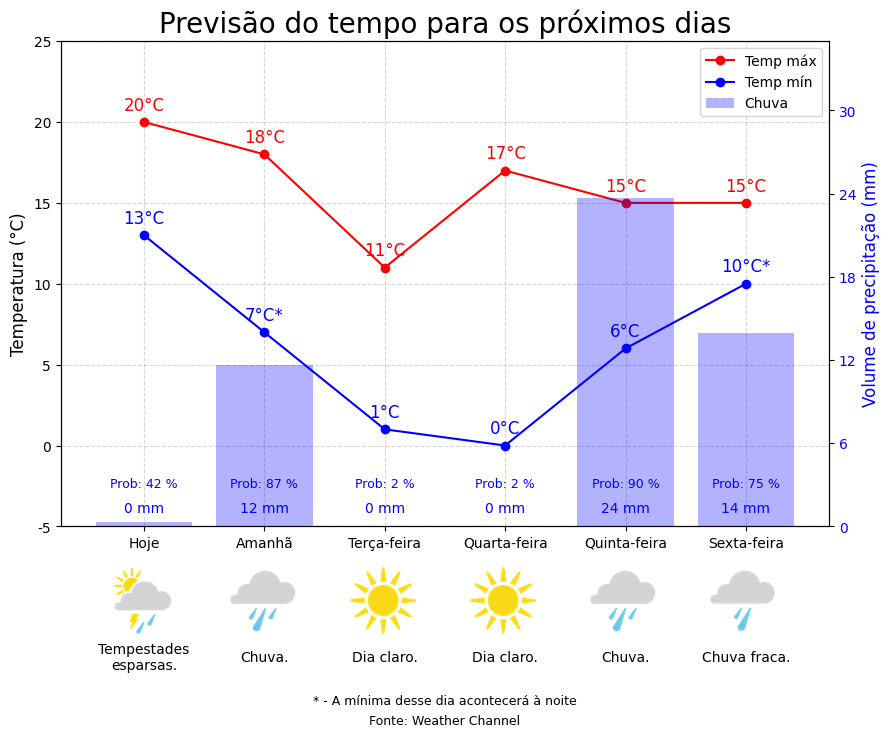 Previsão do tempo para os próximos dias
Temp máx
Temp mín
Chuva
Temperatura (°C)
25
20
15
10
5
0
-5
Volume de precipitação (mm)
30
24
18
12
6
0
20°C
18°C
11°C
17°C
15°C
15°C
13°C
7°C*
1°C
0°C
6°C
10°C*
Prob: 42 %
Prob: 87 %
Prob: 2 %
Prob: 2 %
Prob: 90 %
Prob: 75 %
0 mm
12 mm
0 mm
0 mm
24 mm
14 mm
Hoje
Amanhã
Terça-feira
Quarta-feira
Quinta-feira
Sexta-feira
Tempestades
esparsas.
Chuva.
Dia claro.
Dia claro.
Chuva.
Chuva fraca.
* - A mínima desse dia acontecerá à noite
Fonte: Weather Channel